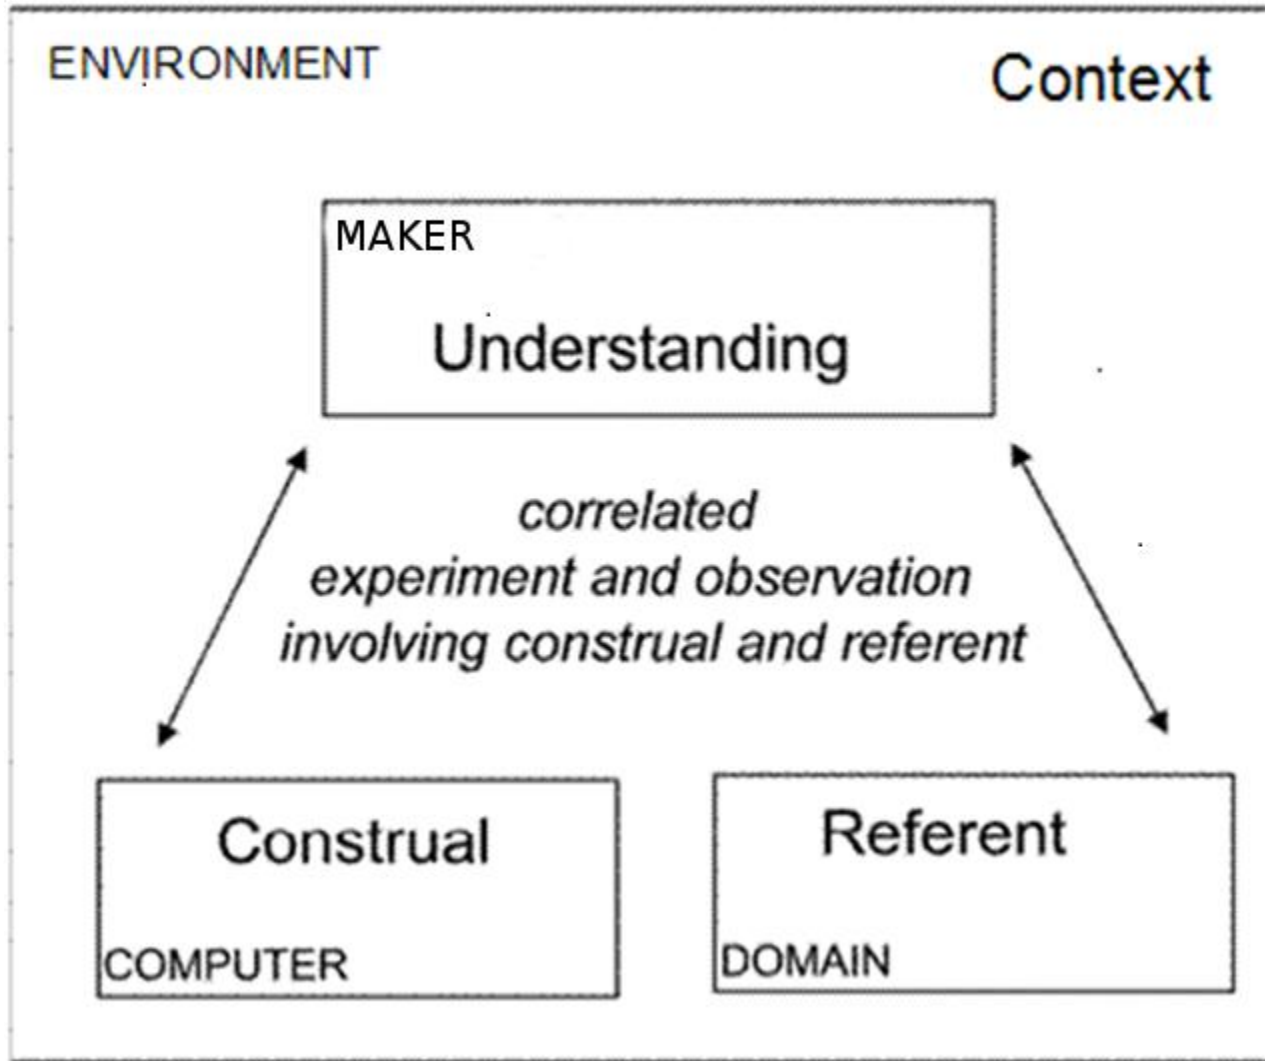 ENVIRONMENT
Context
MAKER
Understanding
correlated
experiment and observation
involving construal and referent
Construal
COMPUTER
Referent
DOMAIN